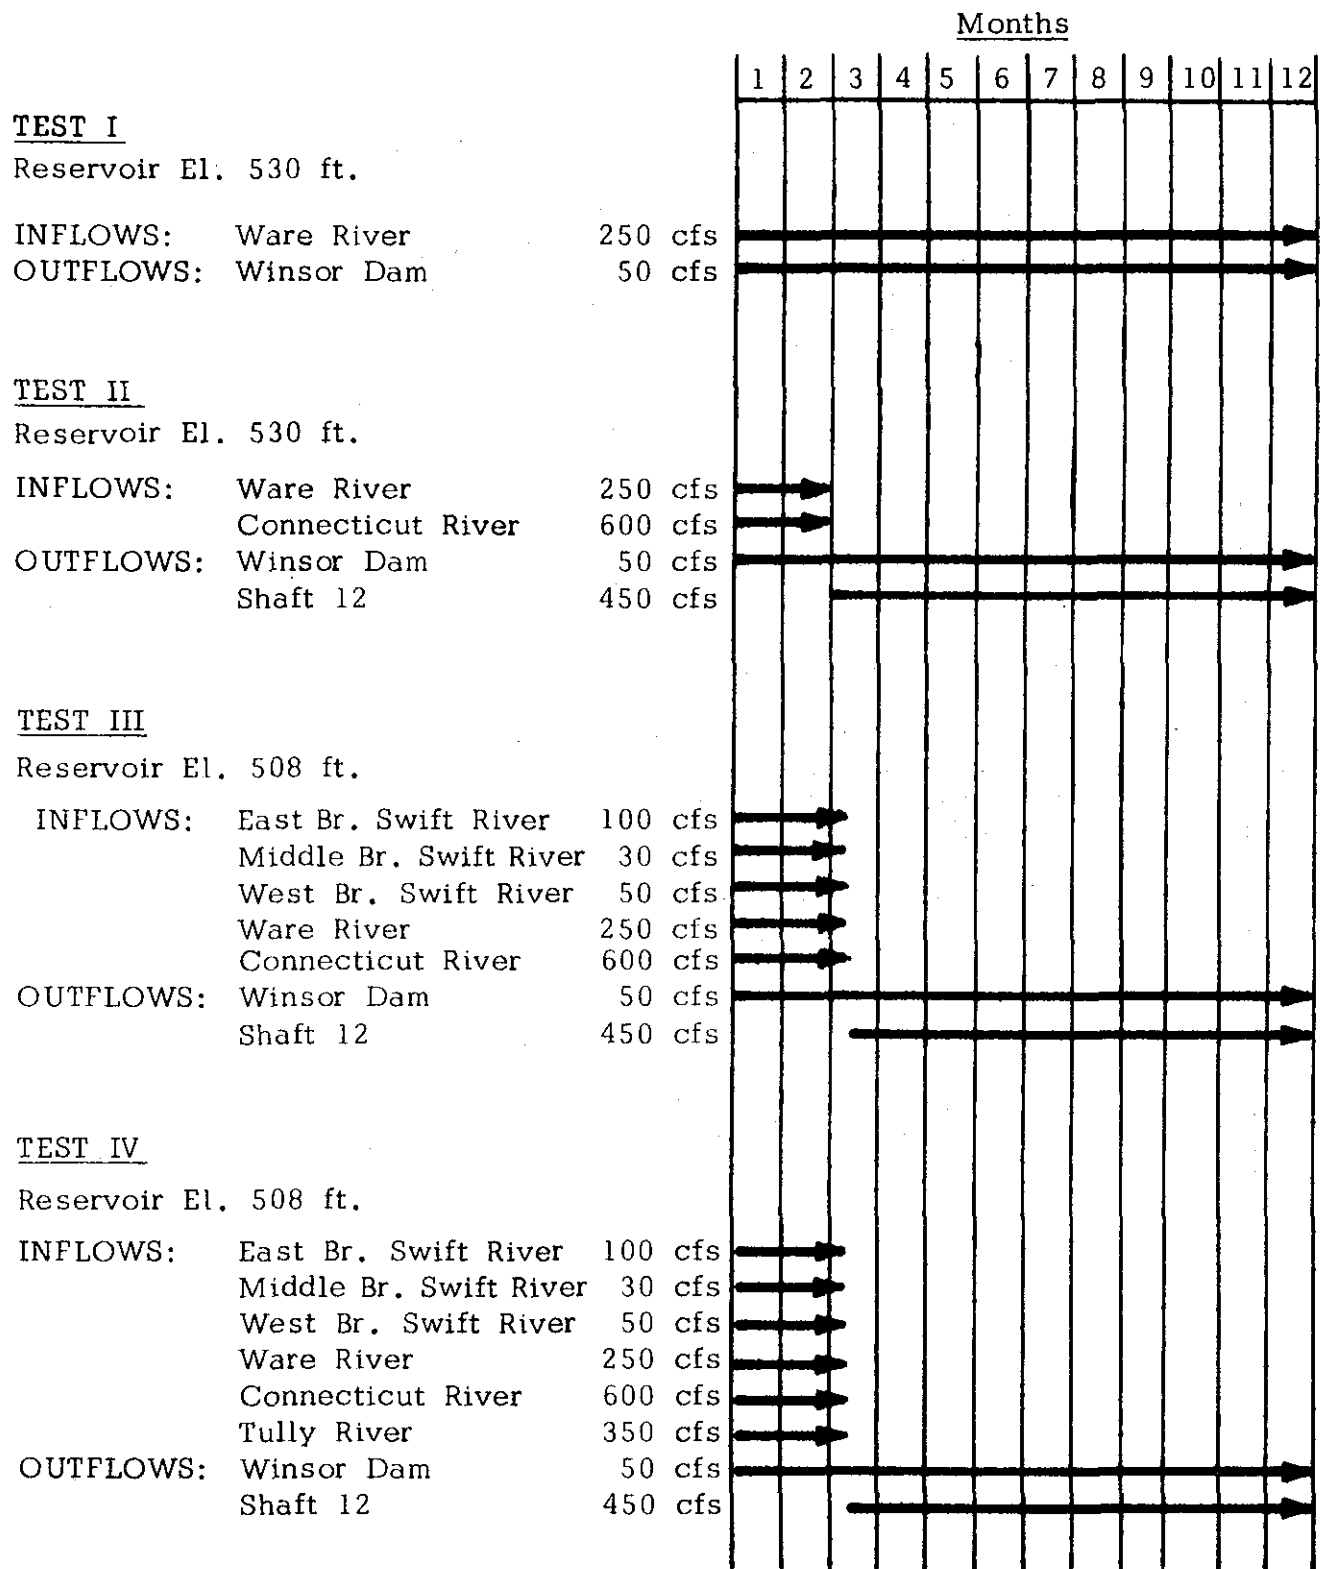 Months
1 2 3 4 5 6 7 8 9 10 11 12
TEST I
Reservoir El. 530 ft.
INFLOWS: Ware River 250 cfs
OUTFLOWS: Winsor Dam 50 cfs
TEST II
Reservoir El. 530 ft.
INFLOWS: Ware River 250 cfs
Connecticut River 600 cfs
OUTFLOWS: Winsor Dam 50 cfs
Shaft 12 450 cfs
TEST III
Reservoir El. 508 ft.
INFLOWS: East Br. Swift River 100 cfs
Middle Br. Swift River 30 cfs
West Br. Swift River 50 cfs
Ware River 250 cfs
Connecticut River 600 cfs
OUTFLOWS: Winsor Dam 50 cfs
Shaft 12 450 cfs
TEST IV
Reservoir El. 508 ft.
INFLOWS: East Br. Swift River 100 cfs
Middle Br. Swift River 30 cfs
West Br. Swift River 50 cfs
Ware River 250 cfs
Connecticut River 600 cfs
Tully River 350 cfs
OUTFLOWS: Winsor Dam 50 cfs
Shaft 12 450 cfs